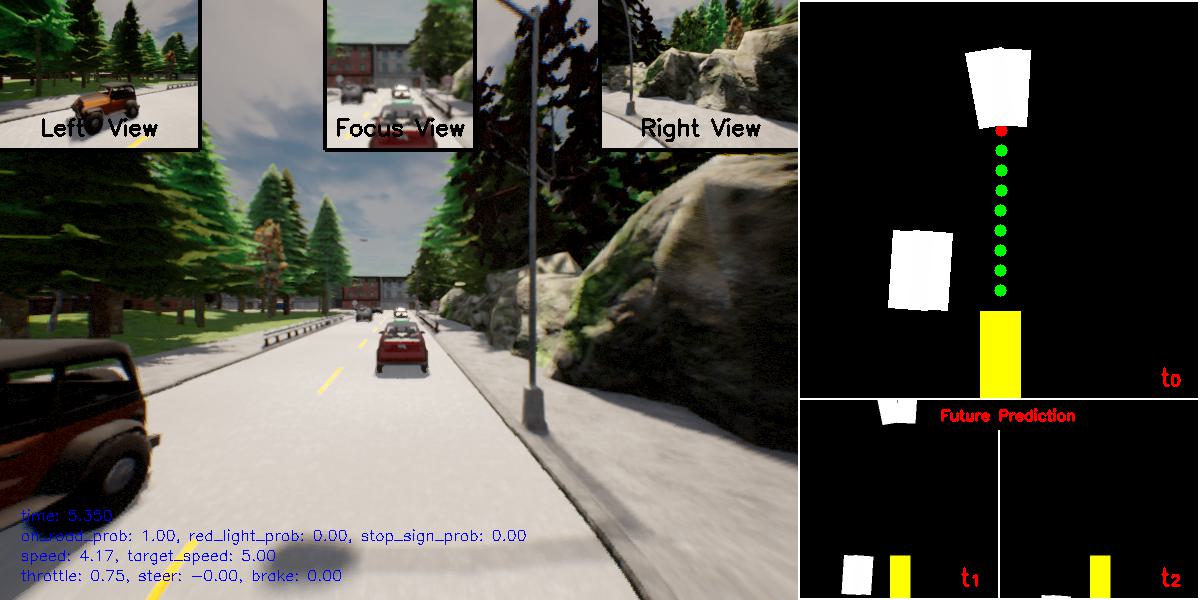 Left View
Focus View
Right View
time: 5.350
on_road_prob: 1.00, red_light_prob: 0.00, stop_sign_prob: 0.00
speed: 4.17, target_speed: 5.00
throttle: 0.75, steer: −0.00, brake: 0.00
t0
Future Prediction
t1
t2